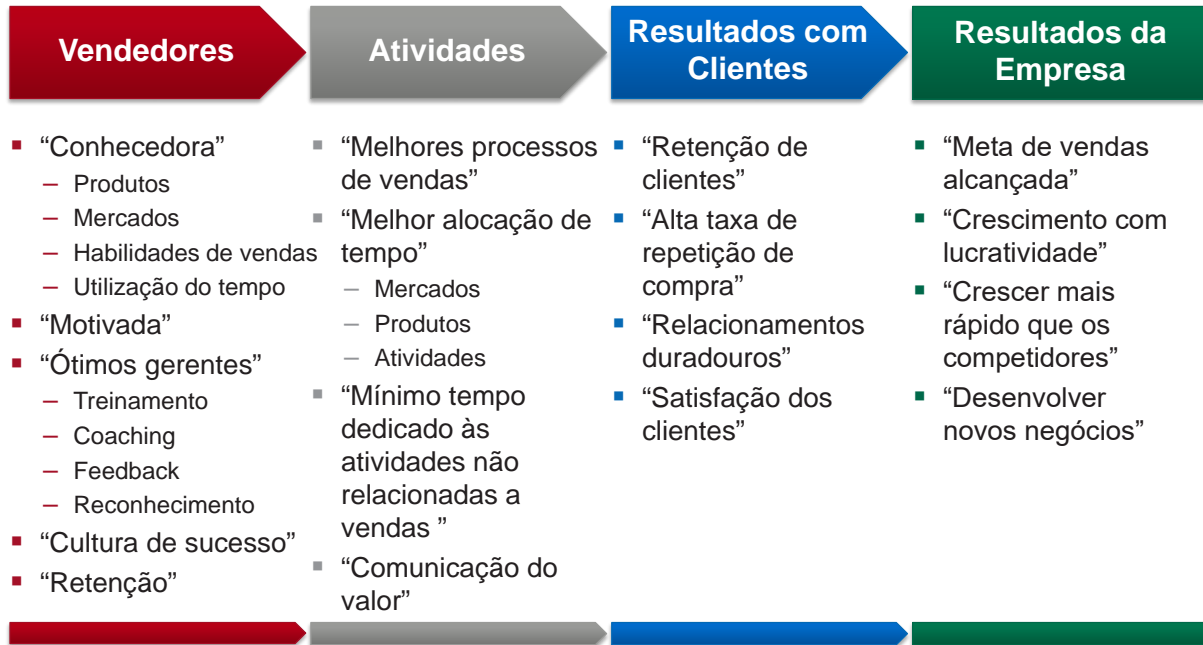 Vendedores
Atividades
Resultados com
Clientes
Resultados da
Empresa
▪ “Conhecedora”
– Produtos
– Mercados
– Habilidades de vendas
– Utilização do tempo
▪ “Motivada”
▪ “Ótimos gerentes”
– Treinamento
– Coaching
– Feedback
– Reconhecimento
▪ “Cultura de sucesso”
▪ “Retenção”
▪ “Melhores processos
de vendas”
▪ “Melhor alocação de
tempo”
– Mercados
– Produtos
– Atividades
▪ “Mínimo tempo
dedicado às
atividades não
relacionadas a
vendas ”
▪ “Comunicação do
valor”
▪ “Retenção de
clientes”
▪ “Alta taxa de
repetição de
compra”
▪ “Relacionamentos
duradouros”
▪ “Satisfação dos
clientes”
▪ “Meta de vendas
alcançada”
▪ “Crescimento com
lucratividade”
▪ “Crescer mais
rápido que os
competidores”
▪ “Desenvolver
novos negócios”